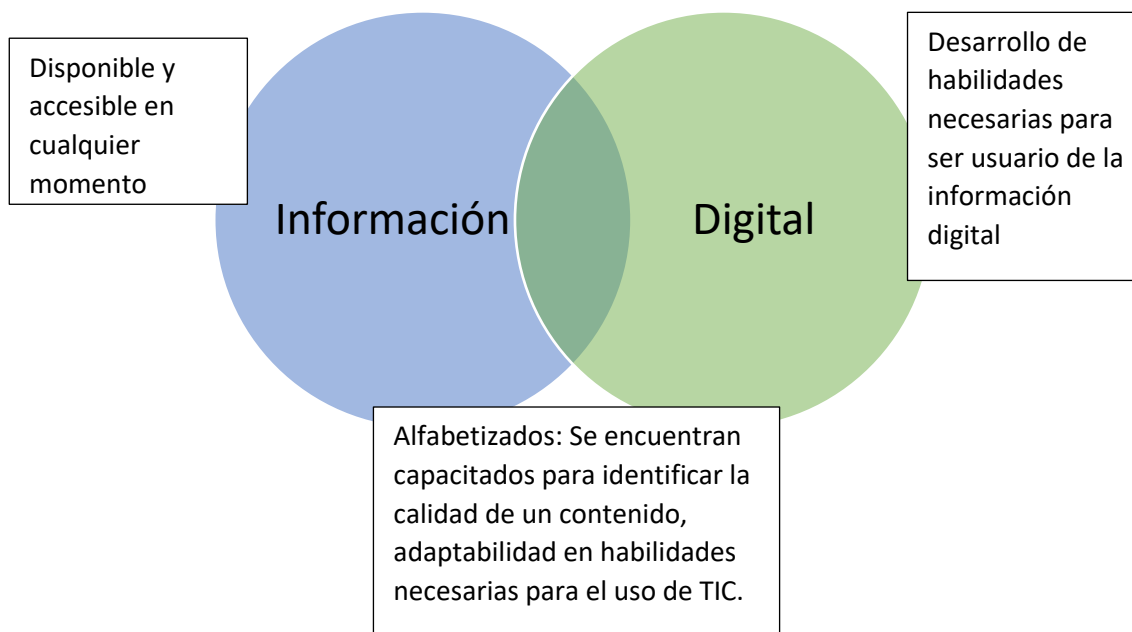 Disponible y
accesible en
cualquier
momento
Información
Digital
Desarrollo de
habilidades
necesarias para
ser usuario de la
información
digital
Alfabetizados: Se encuentran
capacitados para identificar la
calidad de un contenido,
adaptabilidad en habilidades
necesarias para el uso de TIC.